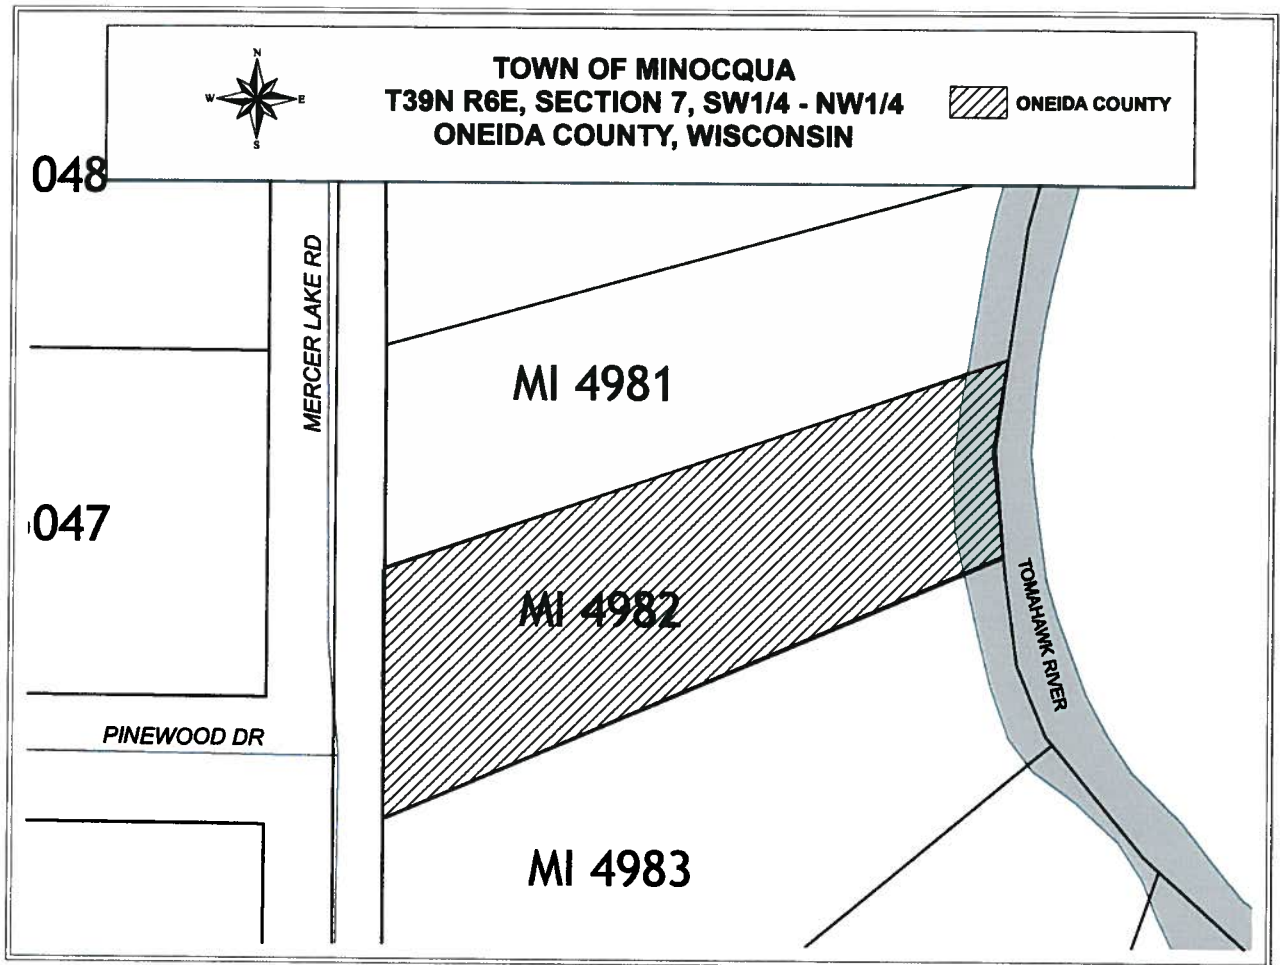 N
W E
S
TOWN OF MINOCQUA
T39N R6E, SECTION 7, SW1/4 - NW1/4
ONEIDA COUNTY, WISCONSIN
ONEIDA COUNTY
048
MERCER LAKE RD
MI 4981
047
MI 4982
TOMAHAWK RIVER
PINEWOOD DR
MI 4983